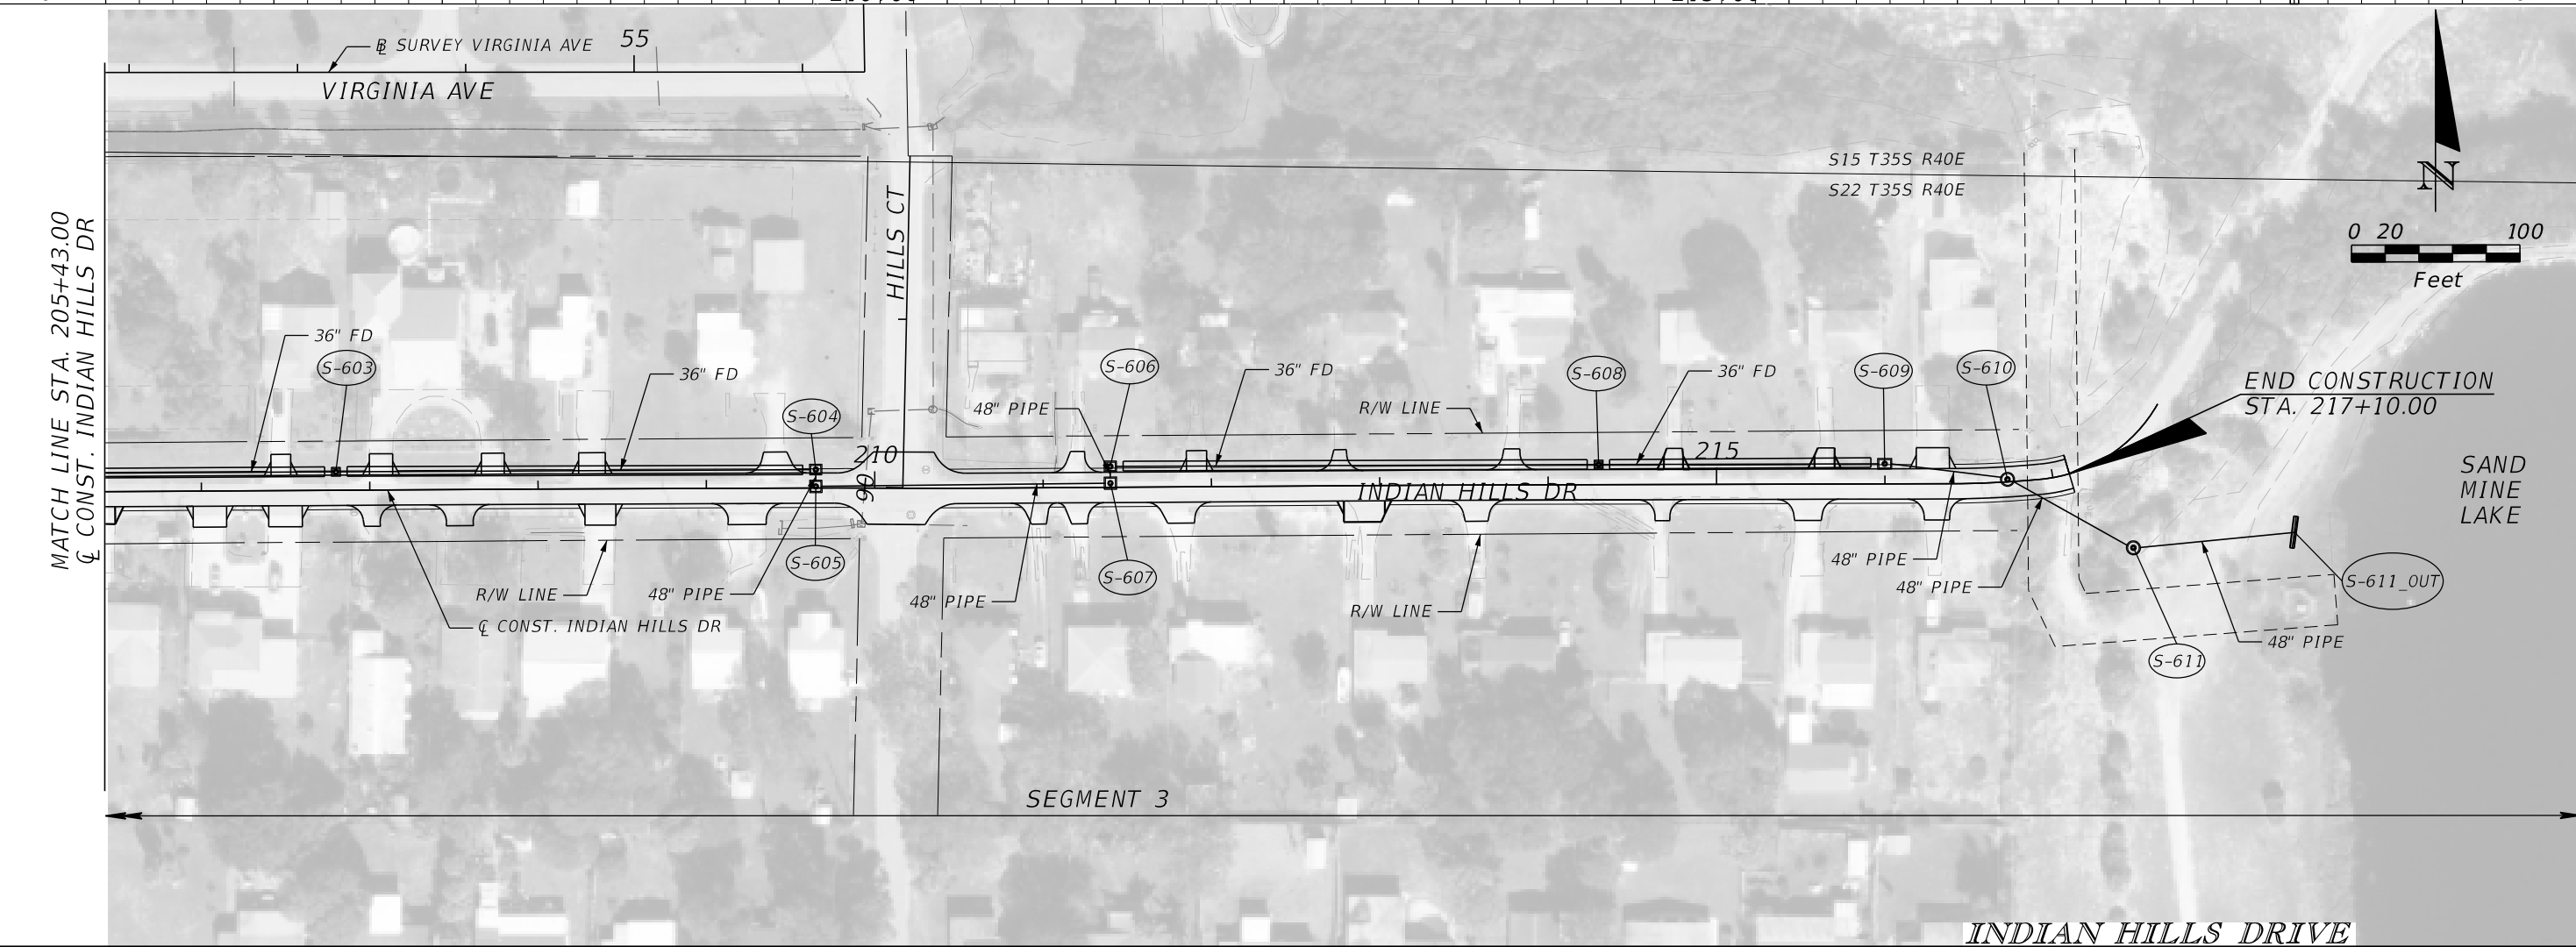 ℄ SURVEY VIRGINIA AVE
55
VIRGINIA AVE
HILLS CT
S15 T35S R40E
S22 T35S R40E
N
0 20 100
Feet
MATCH LINE STA. 205+43.00
℄ CONST. INDIAN HILLS DR
36" FD
S-603
36" FD
S-604
S-606
48" PIPE
36" FD
R/W LINE
S-608
36" FD
S-609
S-610
END CONSTRUCTION
STA. 217+10.00
210
90
215
INDIAN HILLS DR
SAND
MINE
LAKE
S-605
S-607
R/W LINE
48" PIPE
48" PIPE
R/W LINE
48" PIPE
48" PIPE
S-611_OUT
℄ CONST. INDIAN HILLS DR
48" PIPE
S-611
SEGMENT 3
INDIAN HILLS DRIVE